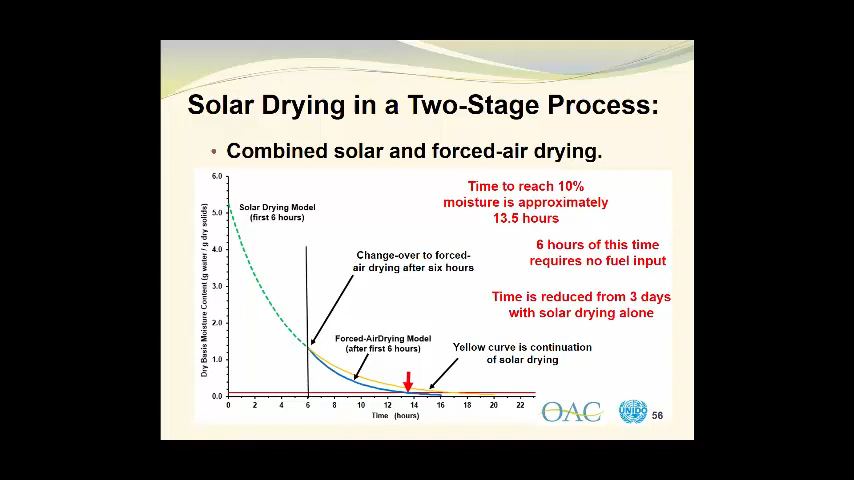 Solar Drying in a Two-Stage Process:
• Combined solar and forced-air drying.
Time to reach 10%
moisture is approximately
13.5 hours
6 hours of this time
requires no fuel input
Time is reduced from 3 days
with solar drying alone
Solar Drying Model
(first 6 hours)
Change-over to forced-
air drying after six hours
Forced-AirDrying Model
(after first 6 hours)
Yellow curve is continuation
of solar drying
Dry Basis Moisture Content (g water / g dry solids)
6.0
5.0
4.0
3.0
2.0
1.0
0.0
0 2 4 6 8 10 12 14 16 18 20 22
Time (hours)
OAC
UNIDO
56